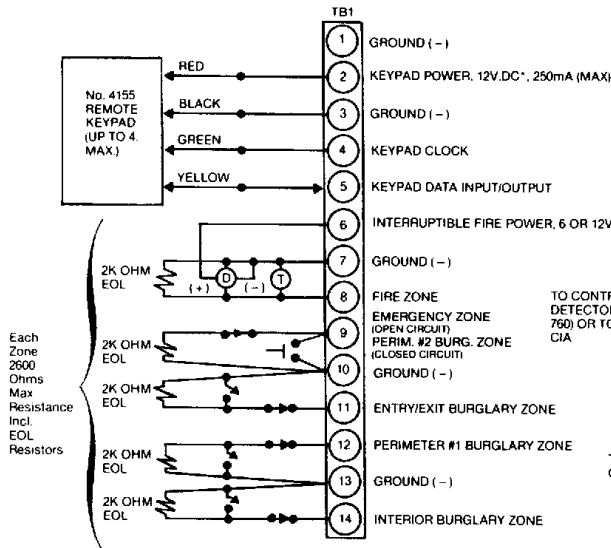 TB1
1 GROUND (-)
RED
2 KEYPAD POWER, 12V.DC*, 250mA (MAX)
No. 4155
REMOTE
KEYPAD
(UP TO 4.
MAX.)
BLACK
3 GROUND (-)
GREEN
4 KEYPAD CLOCK
YELLOW
5 KEYPAD DATA INPUT/OUTPUT
6 INTERRUPTIBLE FIRE POWER, 6 OR 12V
7 GROUND (-)
2K OHM
EOL
(+) D (-) T
8 FIRE ZONE
TO CONTR
DETECTOR
760) OR TO
CIA
9 EMERGENCY ZONE
(OPEN CIRCUIT)
PERIM. #2 BURG. ZONE
(CLOSED CIRCUIT)
2K OHM
EOL
10 GROUND (-)
Each
Zone
2600
Ohms
Max
Resistance
Incl.
EOL
Resistors
2K OHM
EOL
11 ENTRY/EXIT BURGLARY ZONE
12 PERIMETER #1 BURGLARY ZONE
2K OHM
EOL
13 GROUND (-)
2K OHM
EOL
14 INTERIOR BURGLARY ZONE